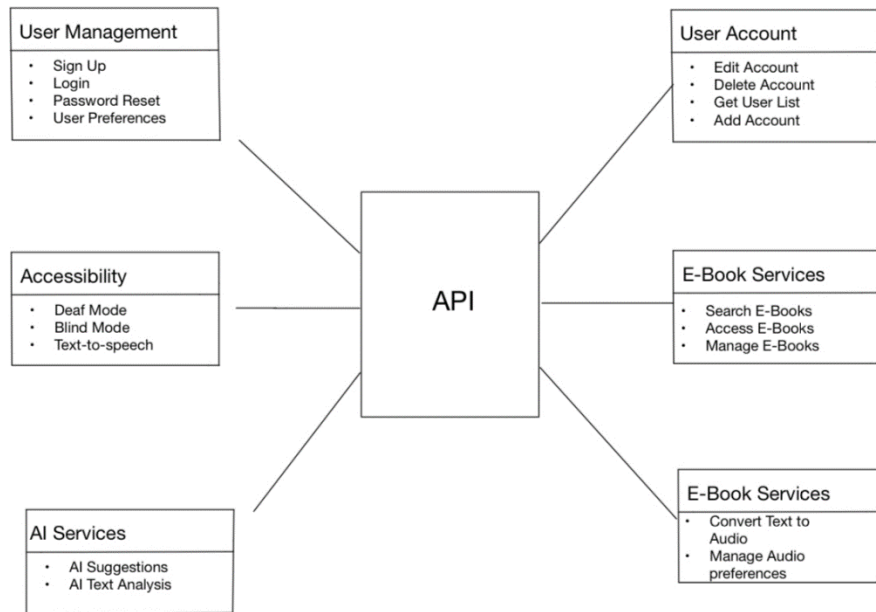 User Management
• Sign Up
• Login
• Password Reset
• User Preferences
User Account
• Edit Account
• Delete Account
• Get User List
• Add Account
Accessibility
• Deaf Mode
• Blind Mode
• Text-to-speech
API
E-Book Services
• Search E-Books
• Access E-Books
• Manage E-Books
AI Services
• AI Suggestions
• AI Text Analysis
E-Book Services
• Convert Text to
Audio
• Manage Audio
preferences